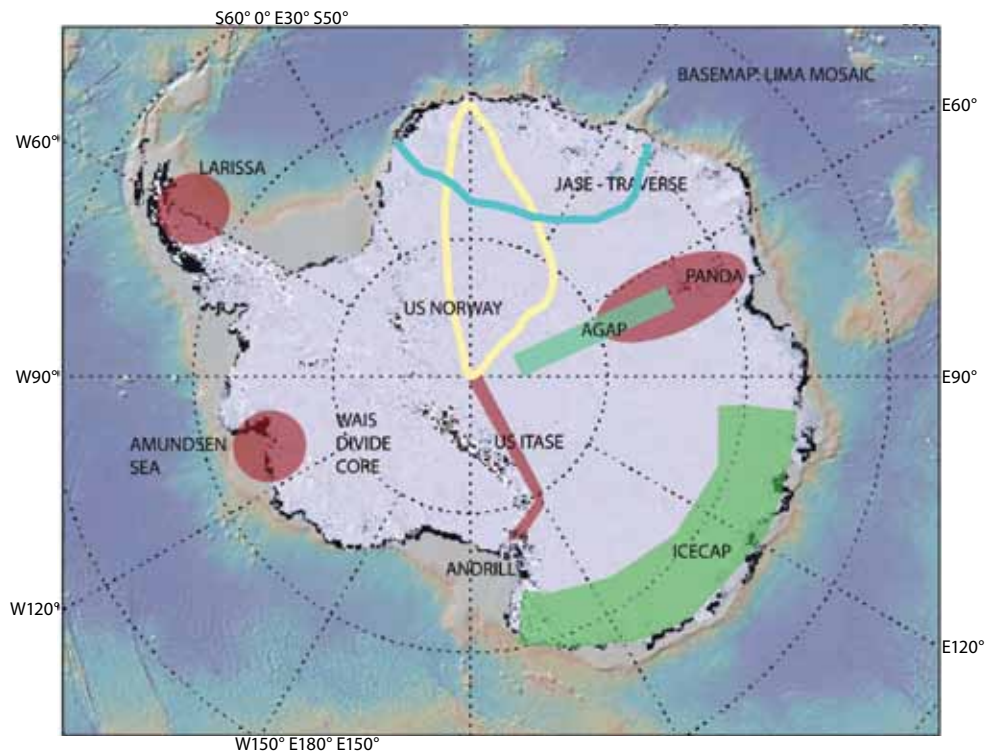 S60° 0° E30° S50°
BASEMAP: LIMA MOSAIC
E60°
W60°
LARISSA
JASE - TRAVERSE
PANDA
US NORWAY
AGAP
W90°
E90°
WAIS
DIVIDE
CORE
AMUNDSEN
SEA
US ITASE
ICECAP
ANDRILL
W120°
E120°
W150° E180° E150°